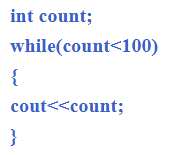 int count;
while(count<100)
{
cout<<count;
}